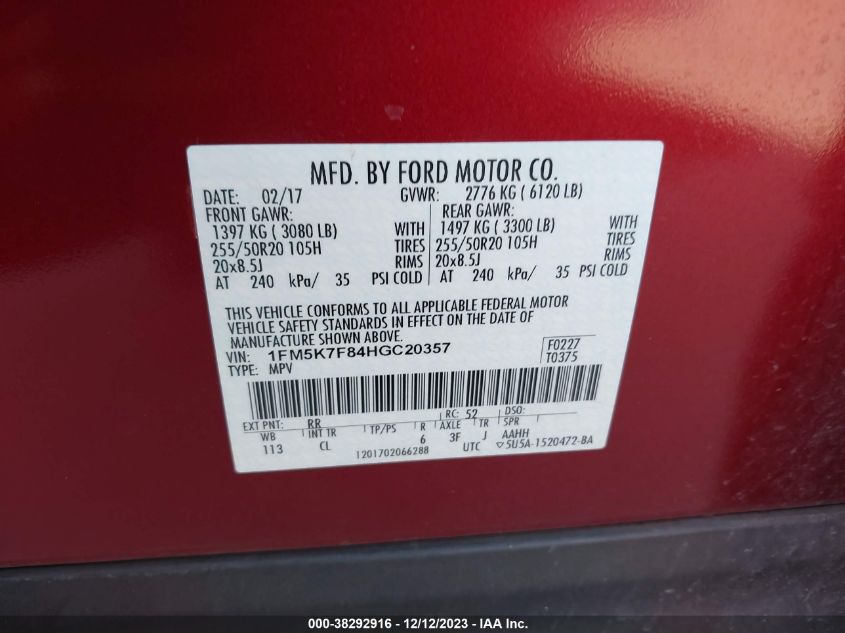 MFD. BY FORD MOTOR CO.
DATE: 02/17 GVWR: 2776 KG ( 6120 LB)
FRONT GAWR: REAR GAWR:
1397 KG ( 3080 LB) WITH 1497 KG ( 3300 LB) WITH
255/50R20 105H TIRES 255/50R20 105H TIRES
20x8.5J RIMS 20x8.5J RIMS
AT 240 kPa/ 35 PSI COLD AT 240 kPa/ 35 PSI COLD
THIS VEHICLE CONFORMS TO ALL APPLICABLE FEDERAL MOTOR
VEHICLE SAFETY STANDARDS IN EFFECT ON THE DATE OF
MANUFACTURE SHOWN ABOVE.
VIN: 1FM5K7F84HGC20357 F0227
TYPE: MPV T0375
EXT PNT: RR RC: 52 DSO:
WB INT TR TP/PS R AXLE TR SPR
113 CL 6 3F J AAHH
1201702066288 UTC ▽5U5A-1520472-BA
000-38292916 - 12/12/2023 - IAA Inc.